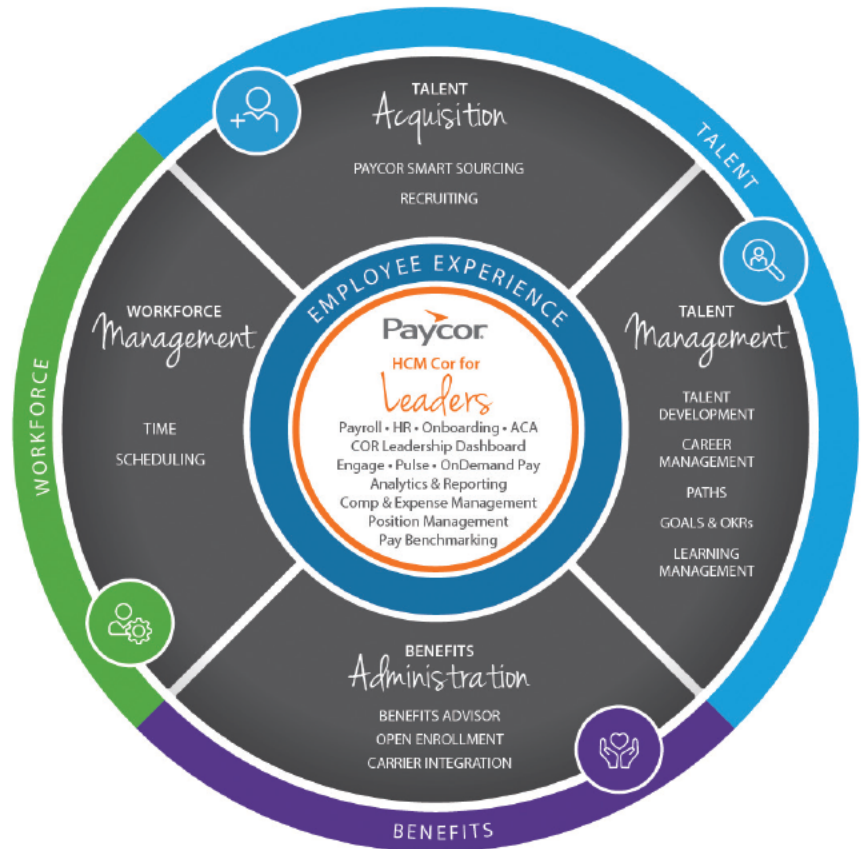 TALENT
Acquisition
PAYCOR SMART SOURCING
RECRUITING
TALENT
EMPLOYEE EXPERIENCE
WORKFORCE
Management
TIME
SCHEDULING
WORKFORCE
Paycor
HCM Cor for
Leaders
Payroll • HR • Onboarding • ACA
COR Leadership Dashboard
Engage • Pulse • OnDemand Pay
Analytics & Reporting
Comp & Expense Management
Position Management
Pay Benchmarking
TALENT
Management
TALENT
DEVELOPMENT
CAREER
MANAGEMENT
PATHS
GOALS & OKRs
LEARNING
MANAGEMENT
BENEFITS
Administration
BENEFITS ADVISOR
OPEN ENROLLMENT
CARRIER INTEGRATION
BENEFITS